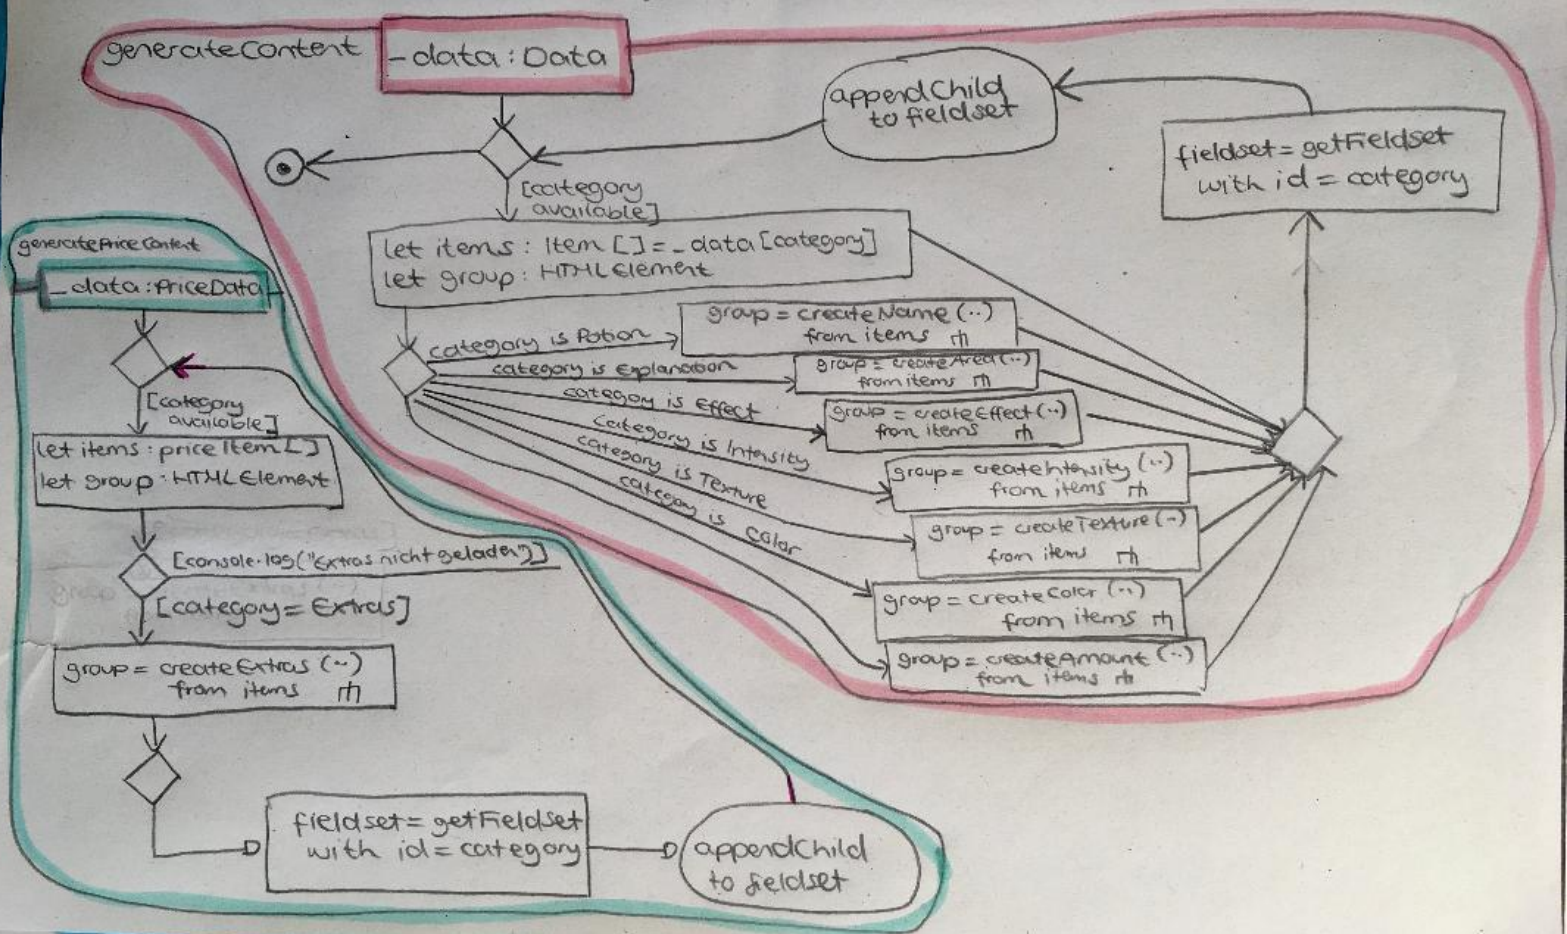 generateContent
_data : Data
[category
available]
let items : Item [] = _data [category]
let group : HTMLElement
category is Potion
group = createName (..)
from items
category is Explanation
group = createArea (..)
from items
category is Effect
group = createEffect (..)
from items
category is Intensity
group = createIntensity (..)
from items
category is Texture
group = createTexture (..)
from items
category is Color
group = createColor (..)
from items
group = createAmount (..)
from items
fieldset = getFieldset
with id = category
appendChild
to fieldset
generatePriceContent
_data : PriceData
[category
available]
let items : priceItem []
let group : HTMLElement
[console.log("Extras nicht geladen")]
[category = Extras]
group = createExtras (..)
from items
fieldset = getFieldset
with id = category
appendChild
to fieldset